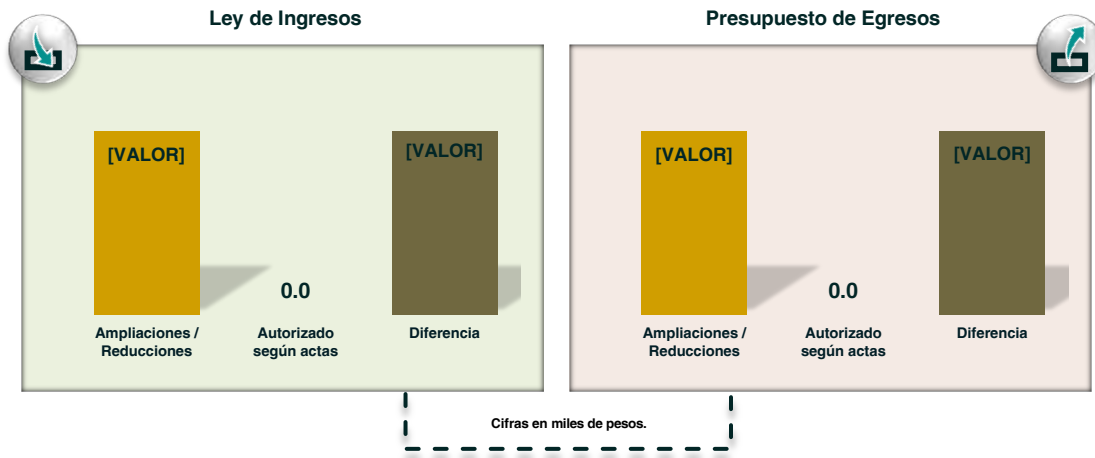 Ley de Ingresos
[VALOR]
[VALOR]
0.0
Ampliaciones /
Reducciones
Autorizado
según actas
Diferencia
Presupuesto de Egresos
[VALOR]
[VALOR]
0.0
Ampliaciones /
Reducciones
Autorizado
según actas
Diferencia
Cifras en miles de pesos.